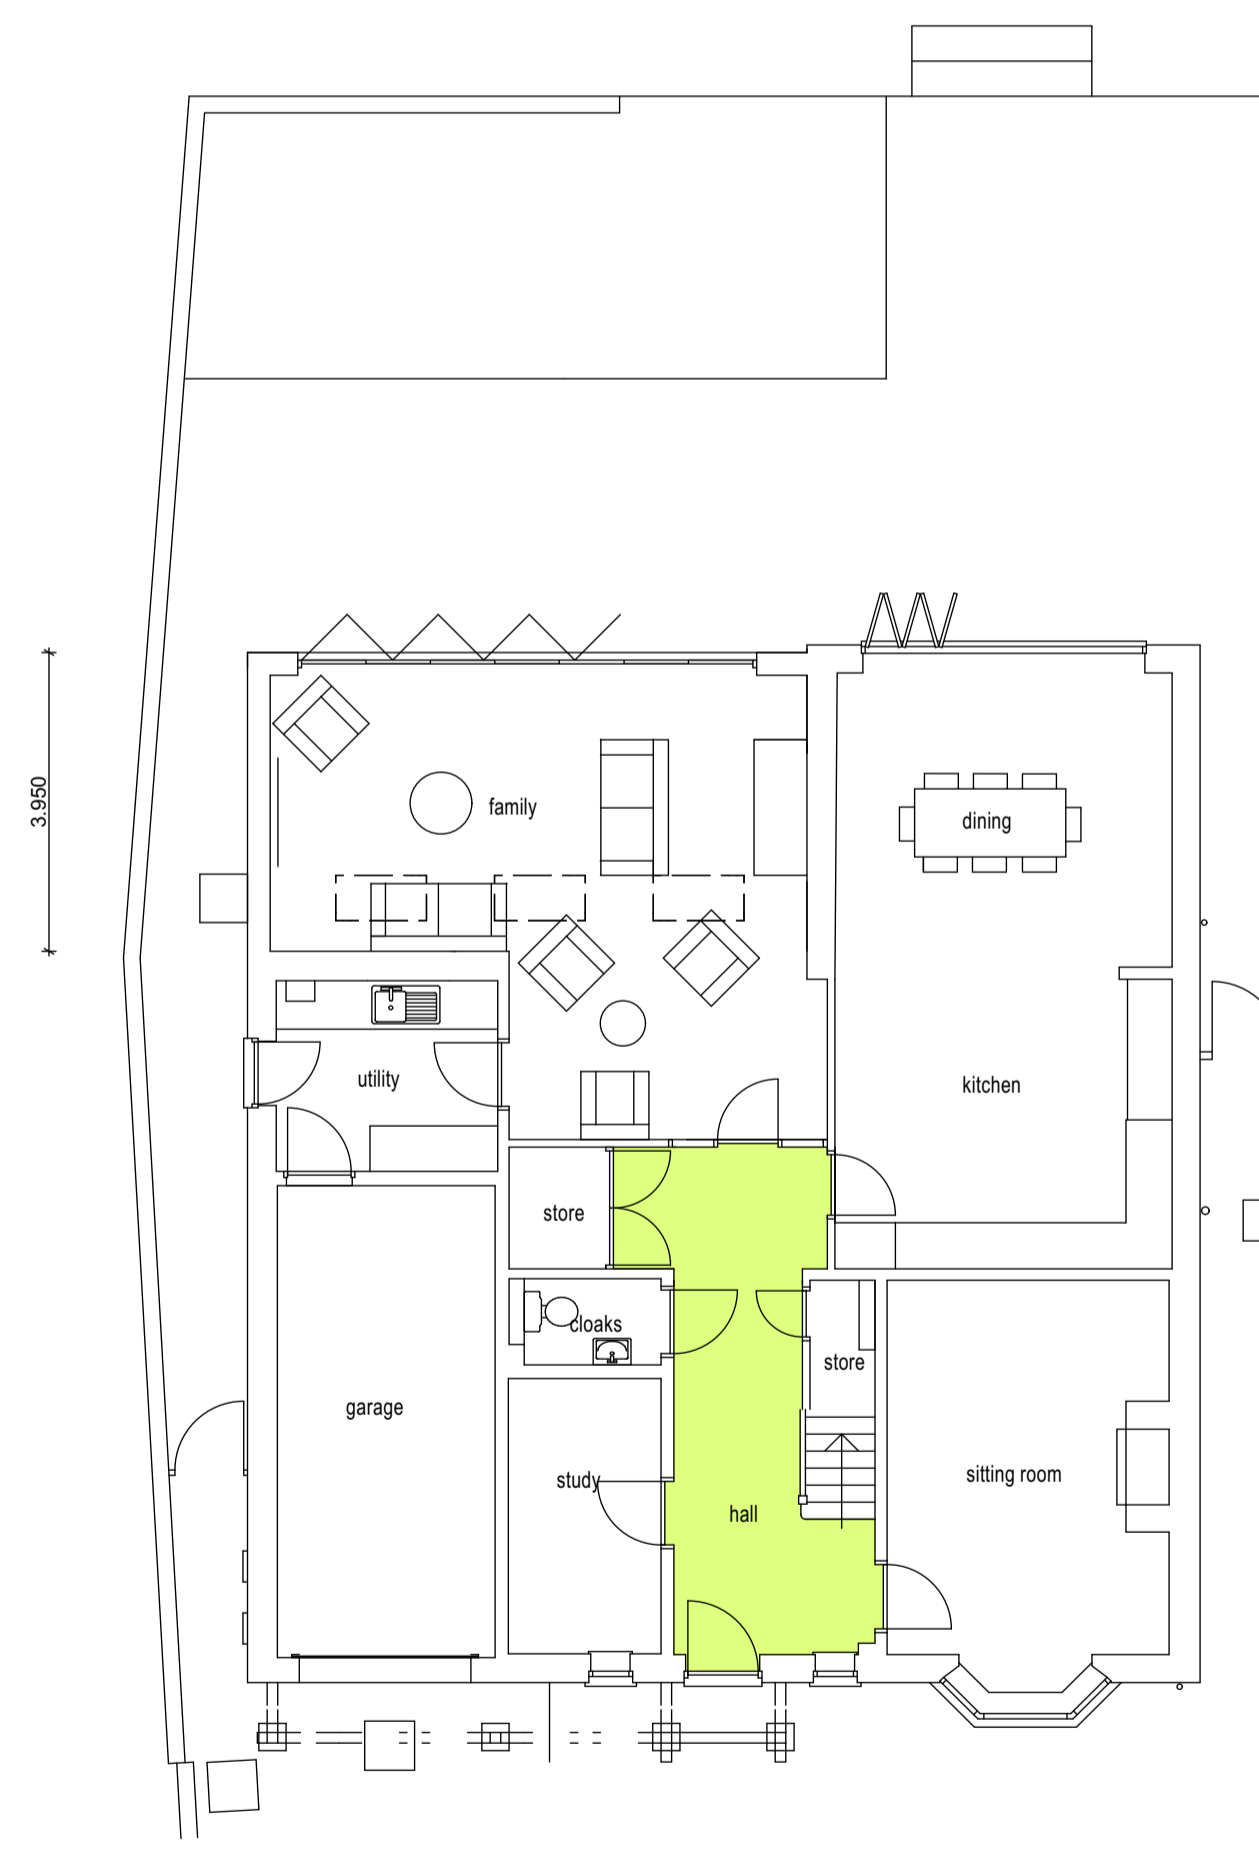 family
dining
3.950
utility
kitchen
store
cloaks
store
garage
study
sitting room
hall